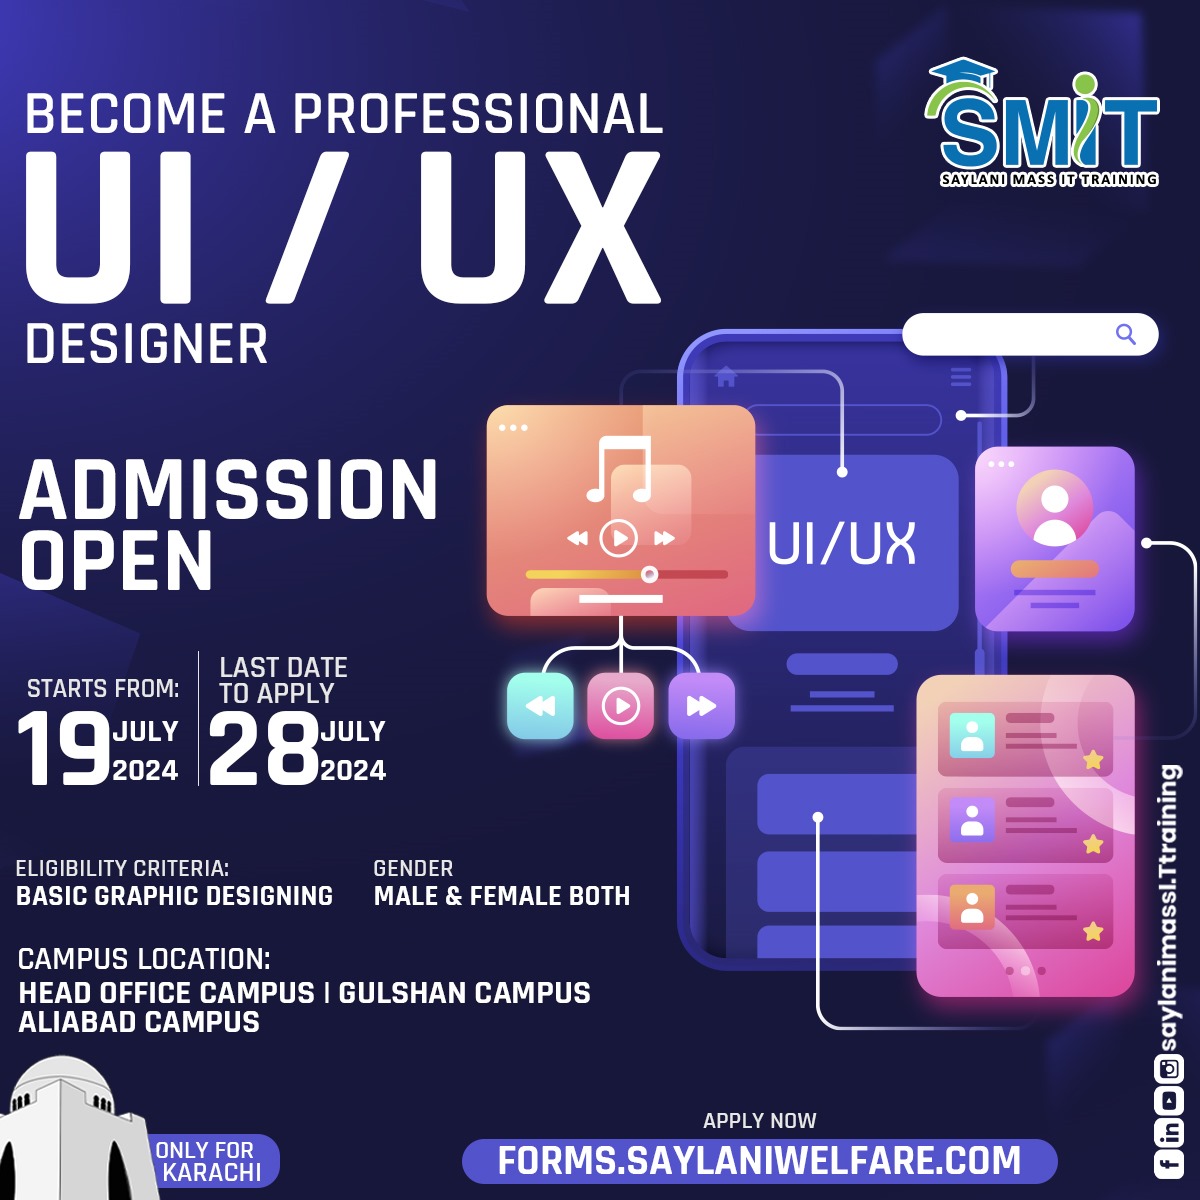 BECOME A PROFESSIONAL
UI / UX
DESIGNER
SMiT
SAYLANI MASS IT TRAINING
ADMISSION
OPEN
UI/UX
STARTS FROM:
19 JULY
2024
LAST DATE
TO APPLY
28 JULY
2024
ELIGIBILITY CRITERIA:
BASIC GRAPHIC DESIGNING
GENDER
MALE & FEMALE BOTH
CAMPUS LOCATION:
HEAD OFFICE CAMPUS | GULSHAN CAMPUS
ALIABAD CAMPUS
ONLY FOR
KARACHI
APPLY NOW
FORMS.SAYLANIWELFARE.COM
saylanimassI.Ttraining